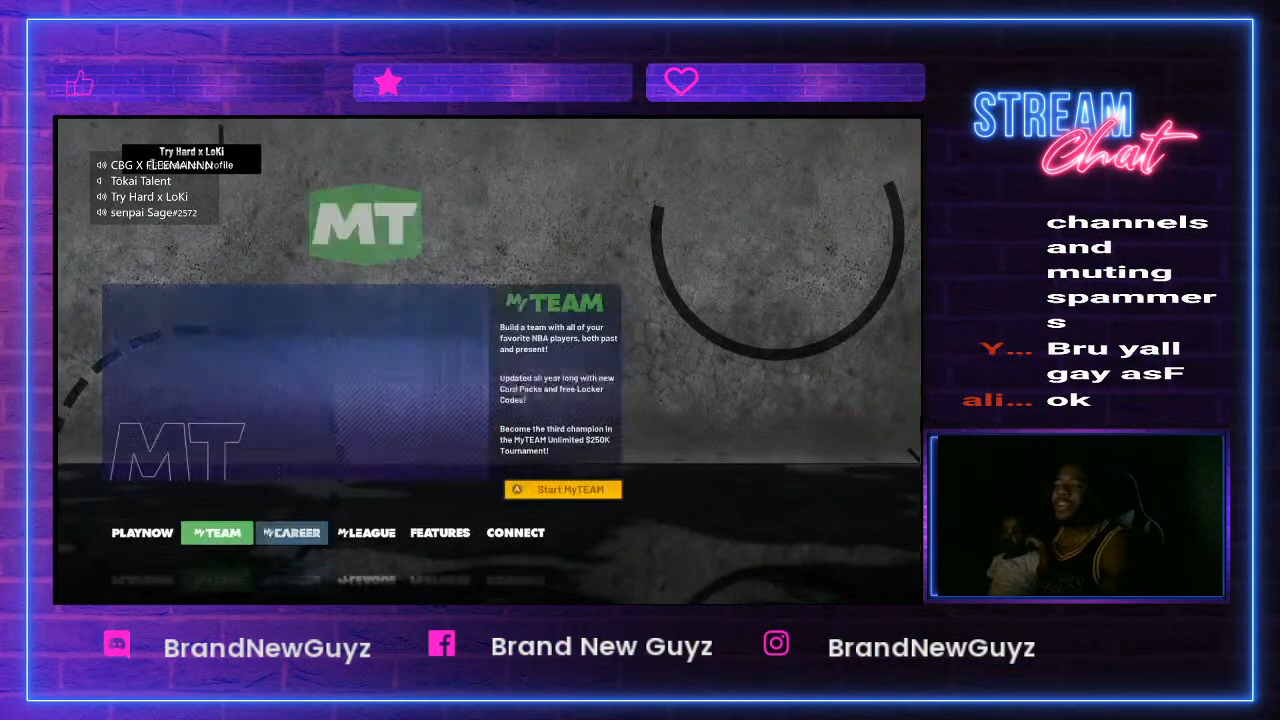 STREAM
Chat
Try Hard x LoKi
CBG X FLEEMANNN
Tōkai Talent
Try Hard x LoKi
senpai Sage#2572
MT
MyTEAM
Build a team with all of your
favorite NBA players, both past
and present!
Updated all year long with new
Card Packs and free Locker
Codes!
Become the third champion in
the MyTEAM Unlimited $250K
Tournament!
MT
A Start MyTEAM
PLAYNOW MyTEAM MyCAREER MyLEAGUE FEATURES CONNECT
channels
and
muting
spammer
s
Y... Bru yall
gay asF
ali... ok
BrandNewGuyz Brand New Guyz BrandNewGuyz